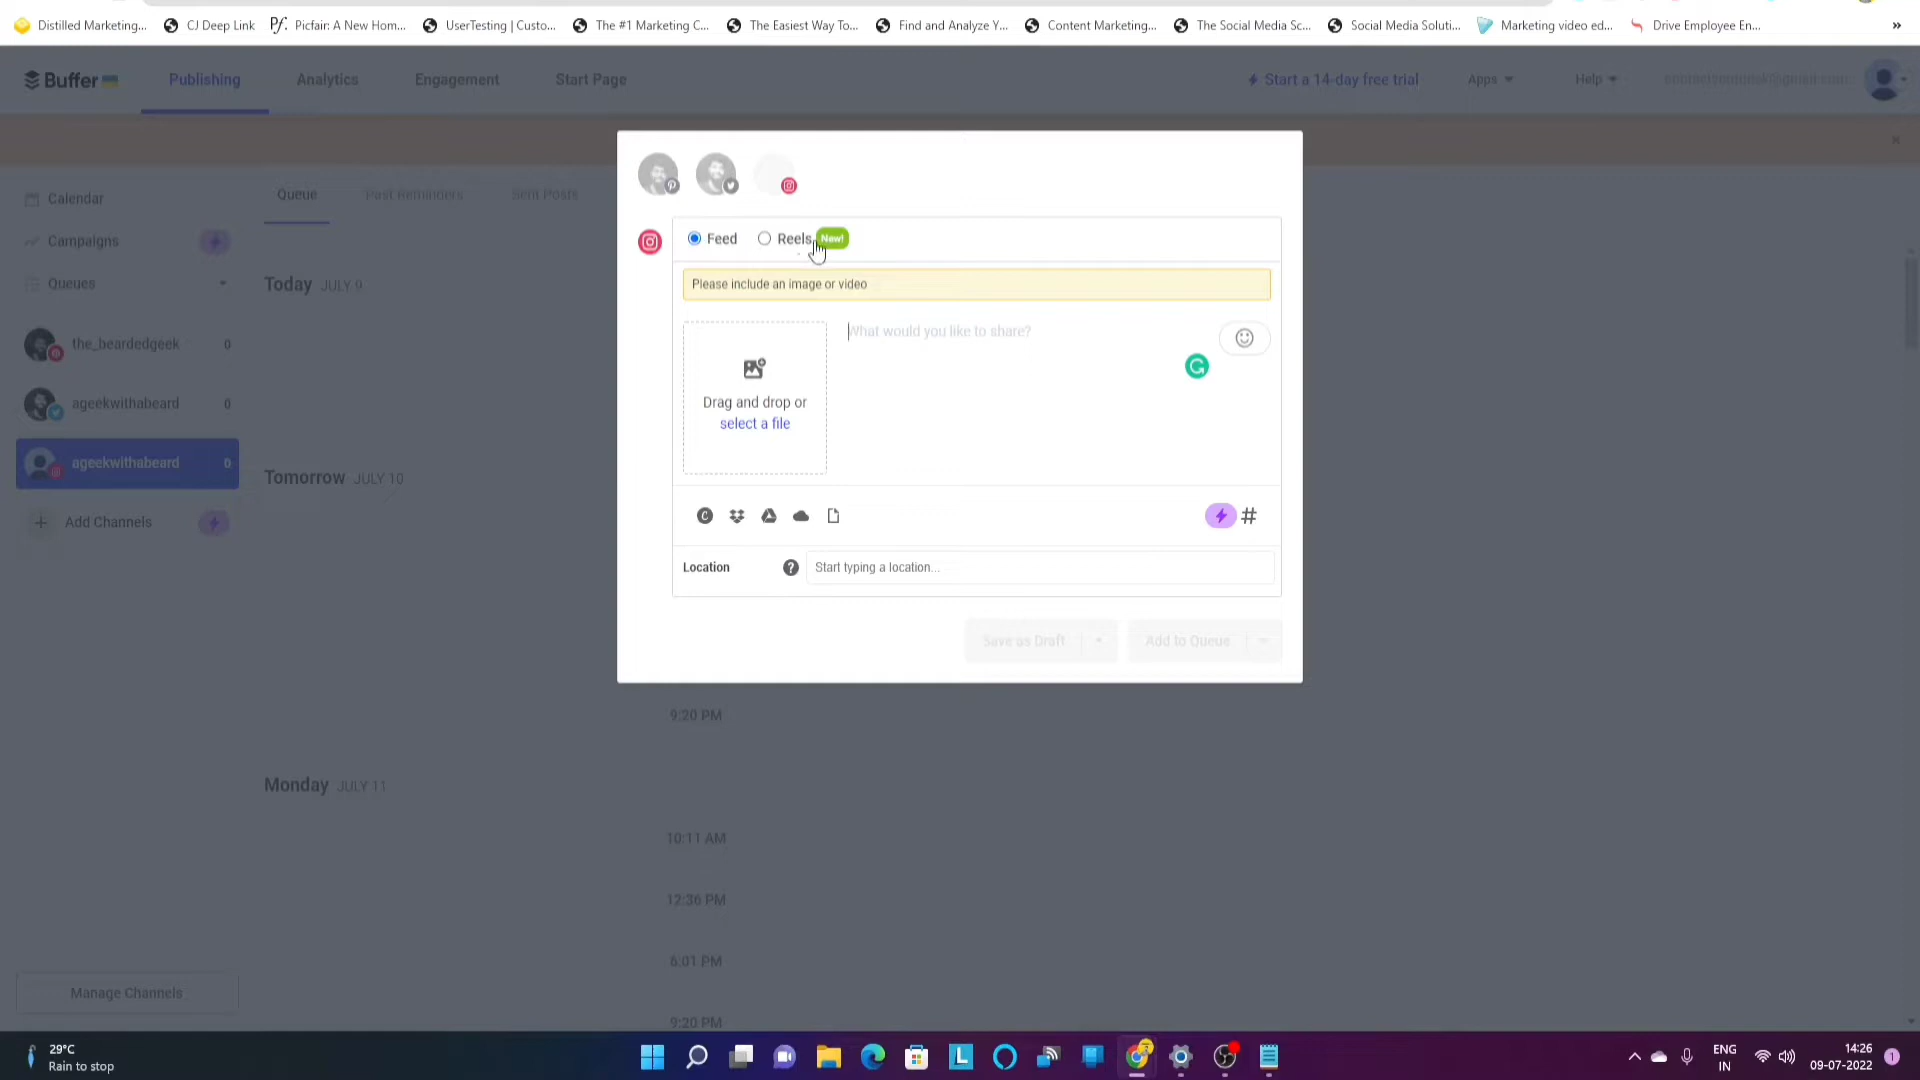 Distilled Marketing...
CJ Deep Link
Pf. Picfair: A New Hom...
UserTesting | Custo...
The #1 Marketing C...
The Easiest Way To...
Find and Analyze Y...
Content Marketing...
The Social Media Sc...
Social Media Soluti...
Marketing video ed...
Drive Employee En...
»
Buffer
Publishing
Analytics
Engagement
Start Page
Start a 14-day free trial
Apps
Help
Calendar
Campaigns
Queues
the_beardedgeek 0
ageekwithabeard 0
ageekwithabeard 0
Add Channels
Manage Channels
Queue
Past Reminders
Sent Posts
Today JULY 9
Tomorrow JULY 10
9:20 PM
Monday JULY 11
10:11 AM
12:36 PM
6:01 PM
9:20 PM
Feed
Reels
New!
Please include an image or video
Drag and drop or
select a file
What would you like to share?
#
Location
Start typing a location...
Save as Draft
Add to Queue
29°C
Rain to stop
L
ENG
IN
14:26
09-07-2022
1